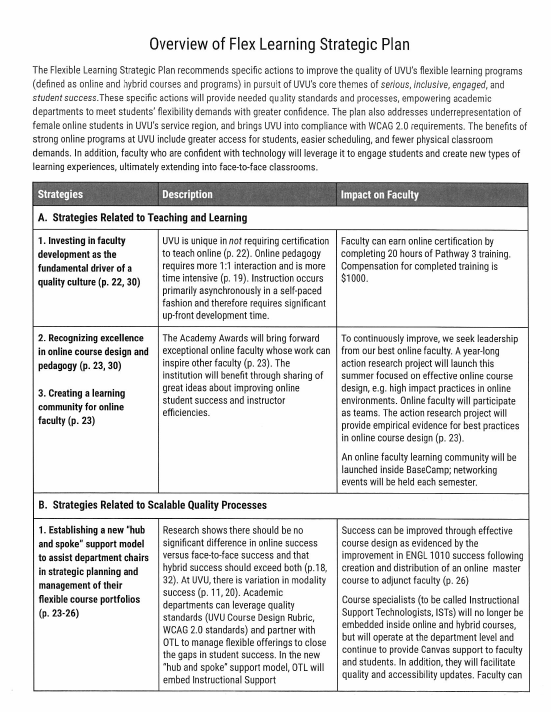 Overview of Flex Learning Strategic Plan
The Flexible Learning Strategic Plan recommends specific actions to improve the quality of UVU's flexible learning programs
(defined as online and hybrid courses and programs) in pursuit of UVU's core themes of serious, inclusive, engaged, and
student success.These specific actions will provide needed quality standards and processes, empowering academic
departments to meet students' flexibility demands with greater confidence. The plan also addresses underrepresentation of
female online students in UVU's service region, and brings UVU into compliance with WCAG 2.0 requirements. The benefits of
strong online programs at UVU include greater access for students, easier scheduling, and fewer physical classroom
demands. In addition, faculty who are confident with technology will leverage it to engage students and create new types of
learning experiences, ultimately extending into face-to-face classrooms.
Strategies
Description
Impact on Faculty
A. Strategies Related to Teaching and Learning
1. Investing in faculty
development as the
fundamental driver of a
quality culture (p. 22, 30)
UVU is unique in not requiring certification
to teach online (p. 22). Online pedagogy
requires more 1:1 interaction and is more
time intensive (p. 19). Instruction occurs
primarily asynchronously in a self-paced
fashion and therefore requires significant
up-front development time.
Faculty can earn online certification by
completing 20 hours of Pathway 3 training.
Compensation for completed training is
$1000.
2. Recognizing excellence
in online course design and
pedagogy (p. 23, 30)
3. Creating a learning
community for online
faculty (p. 23)
The Academy Awards will bring forward
exceptional online faculty whose work can
inspire other faculty (p. 23). The
institution will benefit through sharing of
great ideas about improving online
student success and instructor
efficiencies.
To continuously improve, we seek leadership
from our best online faculty. A year-long
action research project will launch this
summer focused on effective online course
design, e.g. high impact practices in online
environments. Online faculty will participate
as teams. The action research project will
provide empirical evidence for best practices
in online course design (p. 23).
An online faculty learning community will be
launched inside BaseCamp; networking
events will be held each semester.
B. Strategies Related to Scalable Quality Processes
1. Establishing a new "hub
and spoke" support model
to assist department chairs
in strategic planning and
management of their
flexible course portfolios
(p. 23-26)
Research shows there should be no
significant difference in online success
versus face-to-face success and that
hybrid success should exceed both (p.18,
32). At UVU, there is variation in modality
success (p. 11, 20). Academic
departments can leverage quality
standards (UVU Course Design Rubric,
WCAG 2.0 standards) and partner with
OTL to manage flexible offerings to close
the gaps in student success. In the new
"hub and spoke" support model, OTL will
embed Instructional Support
Success can be improved through effective
course design as evidenced by the
improvement in ENGL 1010 success following
creation and distribution of an online master
course to adjunct faculty (p. 26)
Course specialists (to be called Instructional
Support Technologists, ISTs) will no longer be
embedded inside online and hybrid courses,
but will operate at the department level and
continue to provide Canvas support to faculty
and students. In addition, they will facilitate
quality and accessibility updates. Faculty can